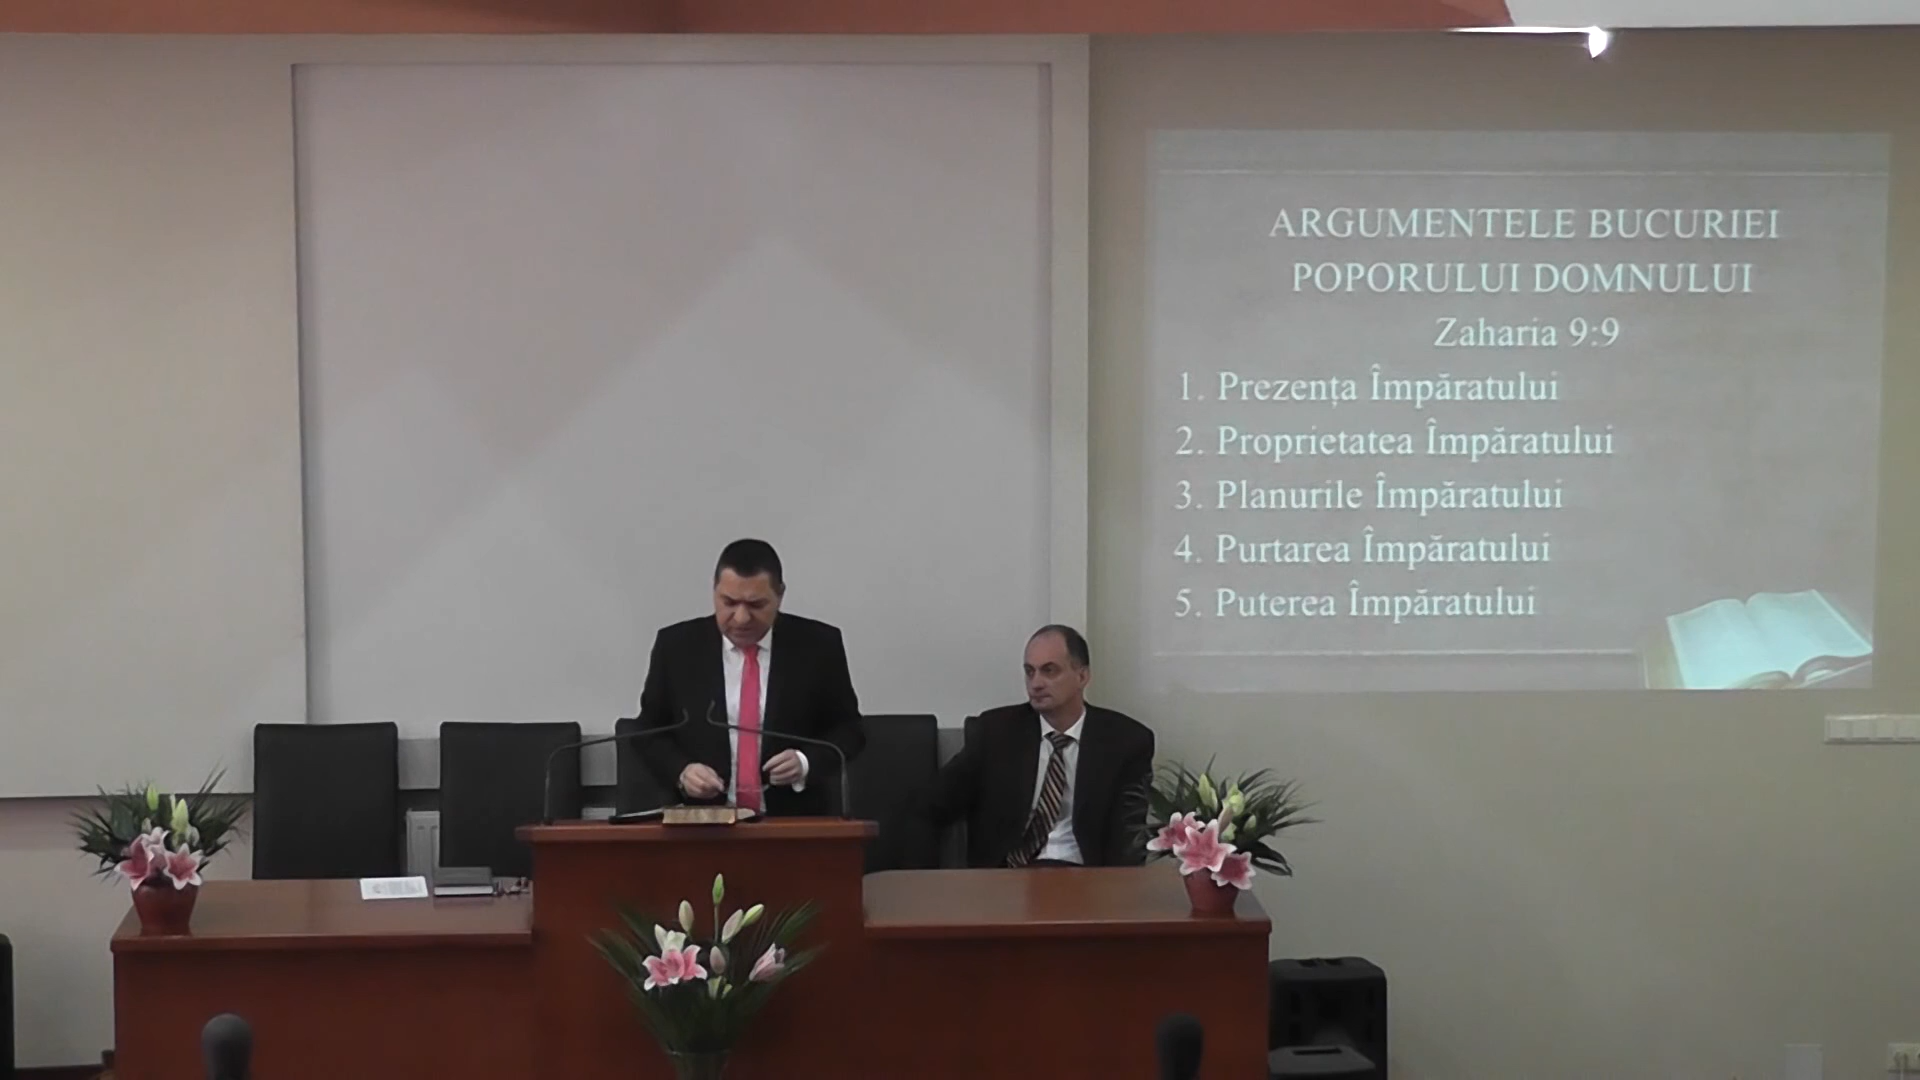 ARGUMENTELE BUCURIEI
POPORULUI DOMNULUI
Zaharia 9:9
1. Prezența Împăratului
2. Proprietatea Împăratului
3. Planurile Împăratului
4. Purtarea Împăratului
5. Puterea Împăratului